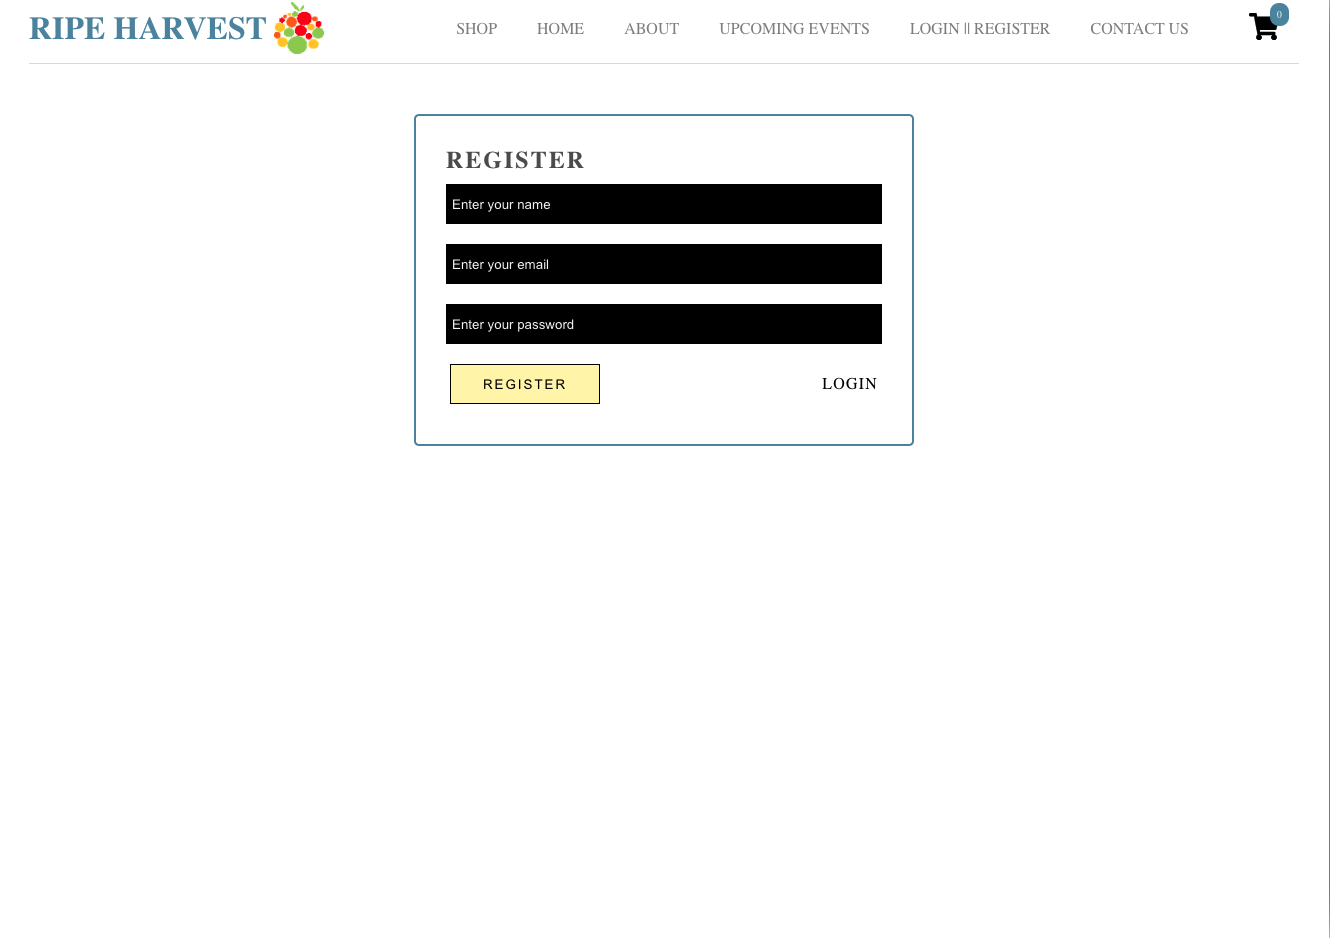 RIPE HARVEST
SHOP HOME ABOUT UPCOMING EVENTS LOGIN || REGISTER CONTACT US 0
REGISTER
Enter your name
Enter your email
Enter your password
REGISTER LOGIN